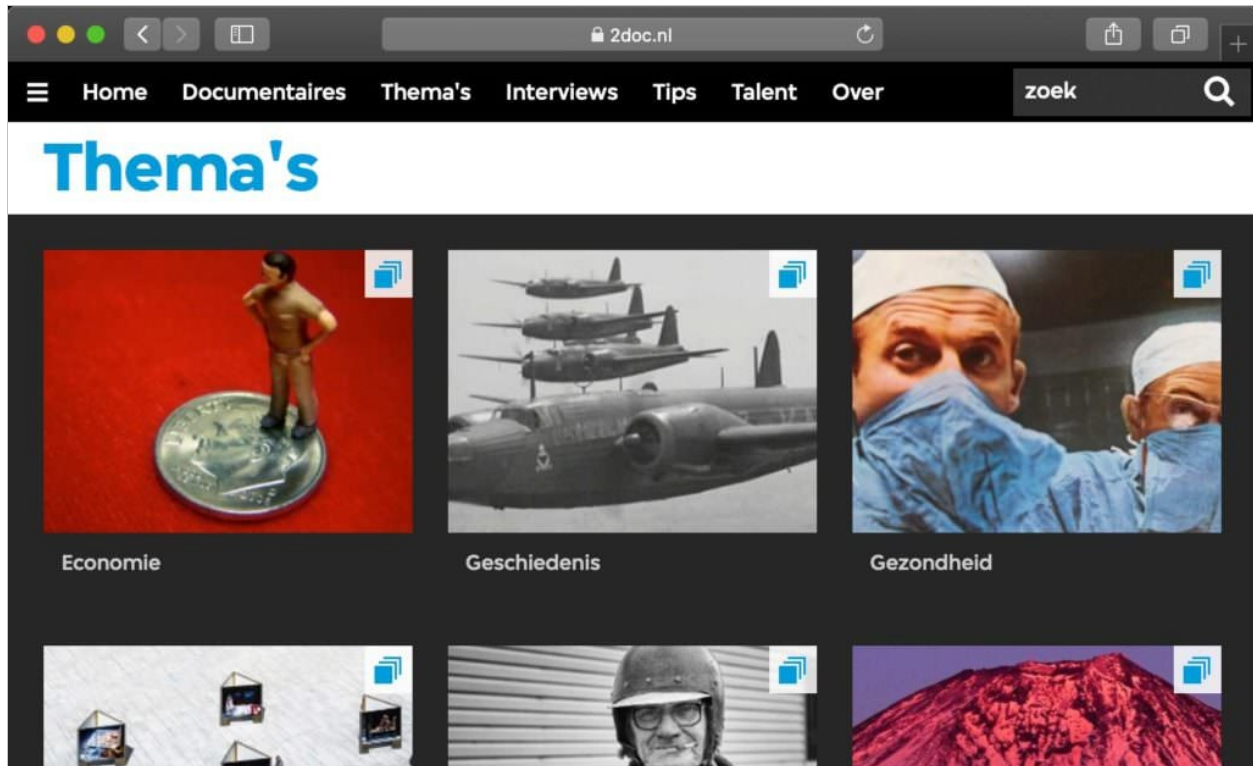 2doc.nl
Home Documentaires Thema's Interviews Tips Talent Over zoek
Thema's
Economie Geschiedenis Gezondheid